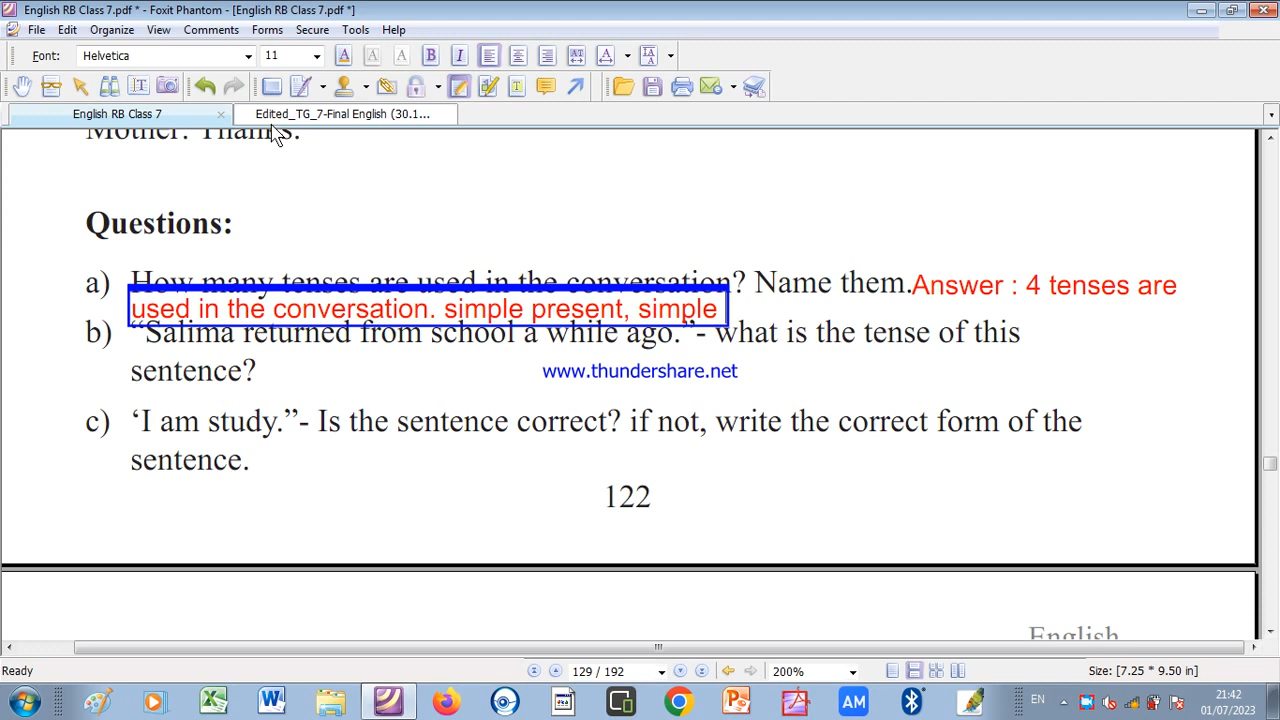 English RB Class 7.pdf * - Foxit Phantom - [English RB Class 7.pdf *]
File Edit Organize View Comments Forms Secure Tools Help
Font: Helvetica 11
English RB Class 7
Edited_TG_7-Final English (30.1...
Mother: Thanks.
Questions:
a) How many tenses are used in the conversation? Name them. Answer : 4 tenses are
used in the conversation. simple present, simple
b) “Salima returned from school a while ago.”- what is the tense of this
sentence?
www.thundershare.net
c) ‘I am study.”- Is the sentence correct? if not, write the correct form of the
sentence.
122
English
Ready 129 / 192 200% Size: [7.25 * 9.50 in]
EN 21:42
01/07/2023